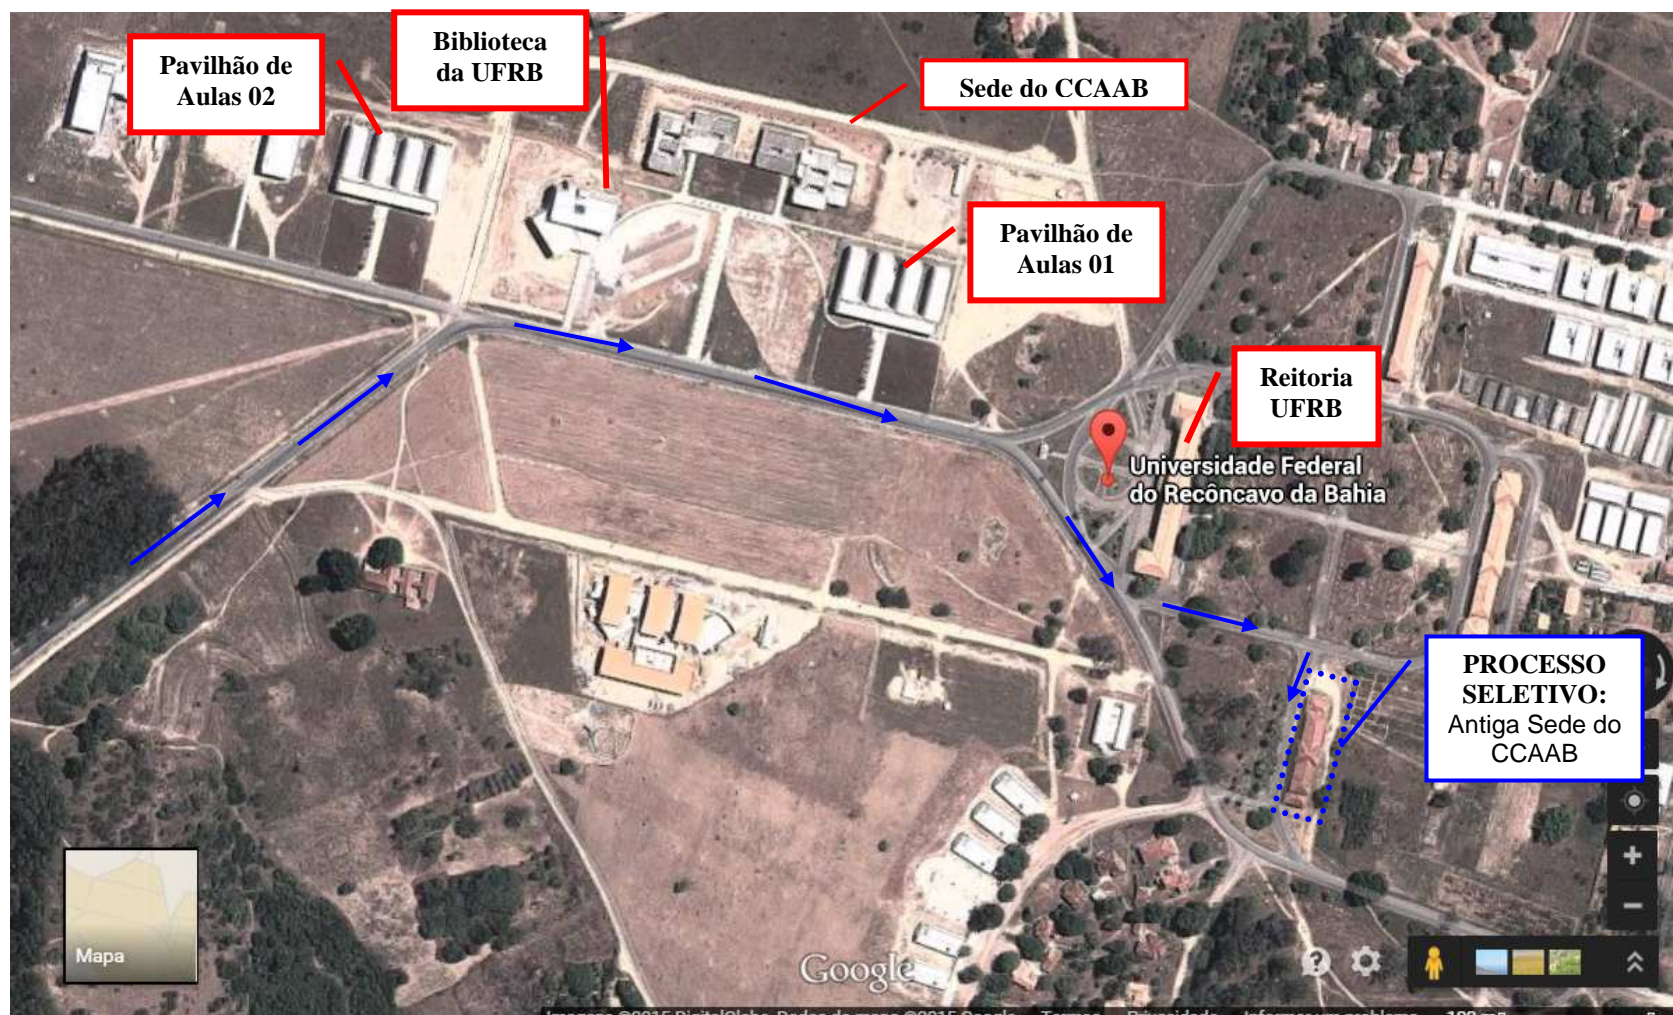 Pavilhão de
Aulas 02
Biblioteca
da UFRB
Sede do CCAAB
Pavilhão de
Aulas 01
Reitoria
UFRB
Universidade Federal
do Recôncavo da Bahia
PROCESSO
SELETIVO:
Antiga Sede do
CCAAB
Mapa
Google